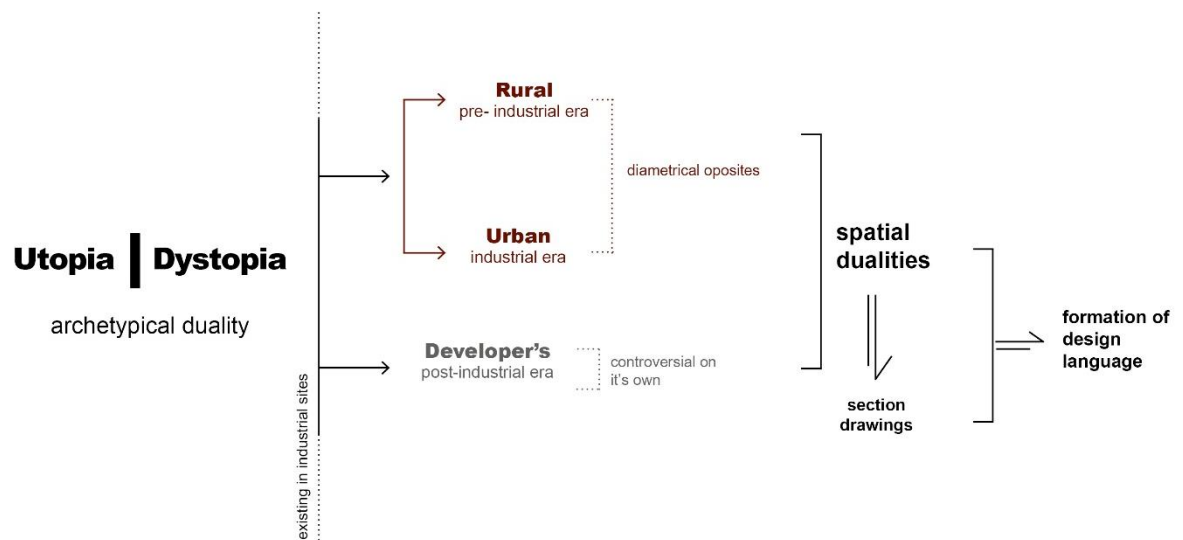 Utopia | Dystopia
archetypical duality
existing in industrial sites
Rural
pre- industrial era
Urban
industrial era
diametrical oposites
Developer's
post-industrial era
controversial on
it's own
spatial
dualities
section
drawings
formation of
design
language